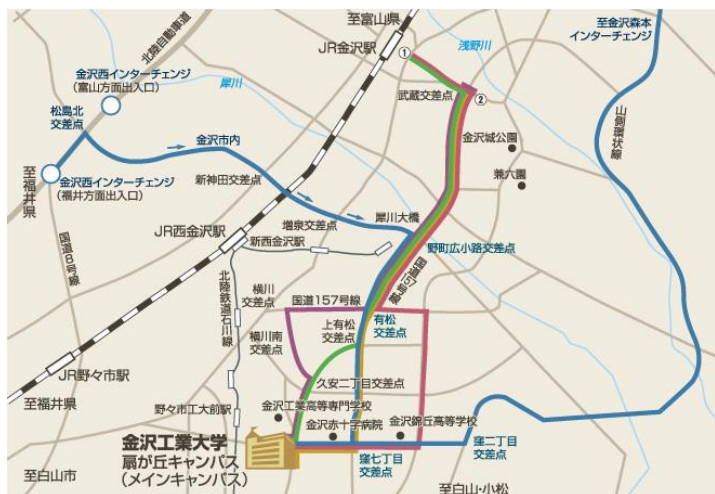 至富山県
JR金沢駅
①
浅野川
至金沢森本
インターチェンジ
北陸自動車道
金沢西インターチェンジ
(富山方面出入口)
犀川
武蔵交差点
②
松島北
交差点
金沢市内
金沢城公園
山側環状線
兼六園
至福井県
金沢西インターチェンジ
(福井方面出入口)
新神田交差点
国道8号線
JR西金沢駅
増泉交差点
犀川大橋
新西金沢駅
野町広小路交差点
北陸鉄道石川線
国道157号線
横川
交差点
国道157号線
上有松
交差点
有松
交差点
横川南
交差点
JR野々市駅
久安二丁目交差点
至福井県
野々市工大前駅
金沢工業高等専門学校
金沢赤十字病院
金沢錦丘高等学校
金沢工業大学
扇が丘キャンパス
(メインキャンパス)
窪七丁目
交差点
窪二丁目
交差点
至白山市
至白山・小松